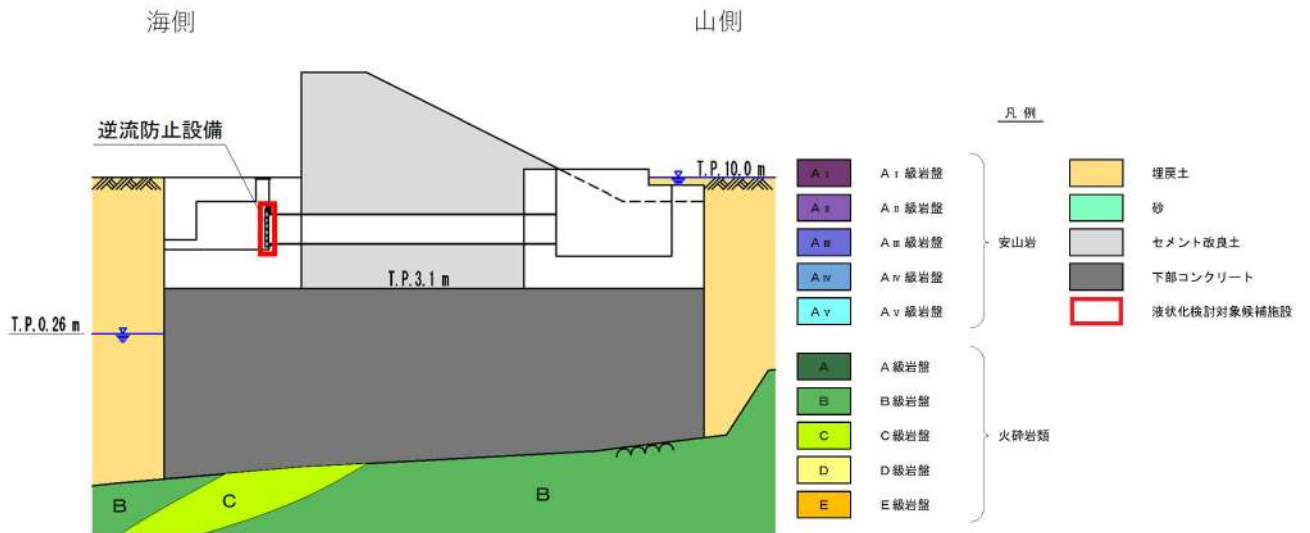 海側
山側
逆流防止設備
T.P.10.0 m
T.P.3.1 m
T.P.0.26 m
B
C
B
凡例
AⅠ AⅠ級岩盤
AⅡ AⅡ級岩盤
AⅢ AⅢ級岩盤
AⅣ AⅣ級岩盤
AⅤ AⅤ級岩盤
安山岩
A A級岩盤
B B級岩盤
C C級岩盤
D D級岩盤
E E級岩盤
火砕岩類
埋戻土
砂
セメント改良土
下部コンクリート
液状化検討対象候補施設